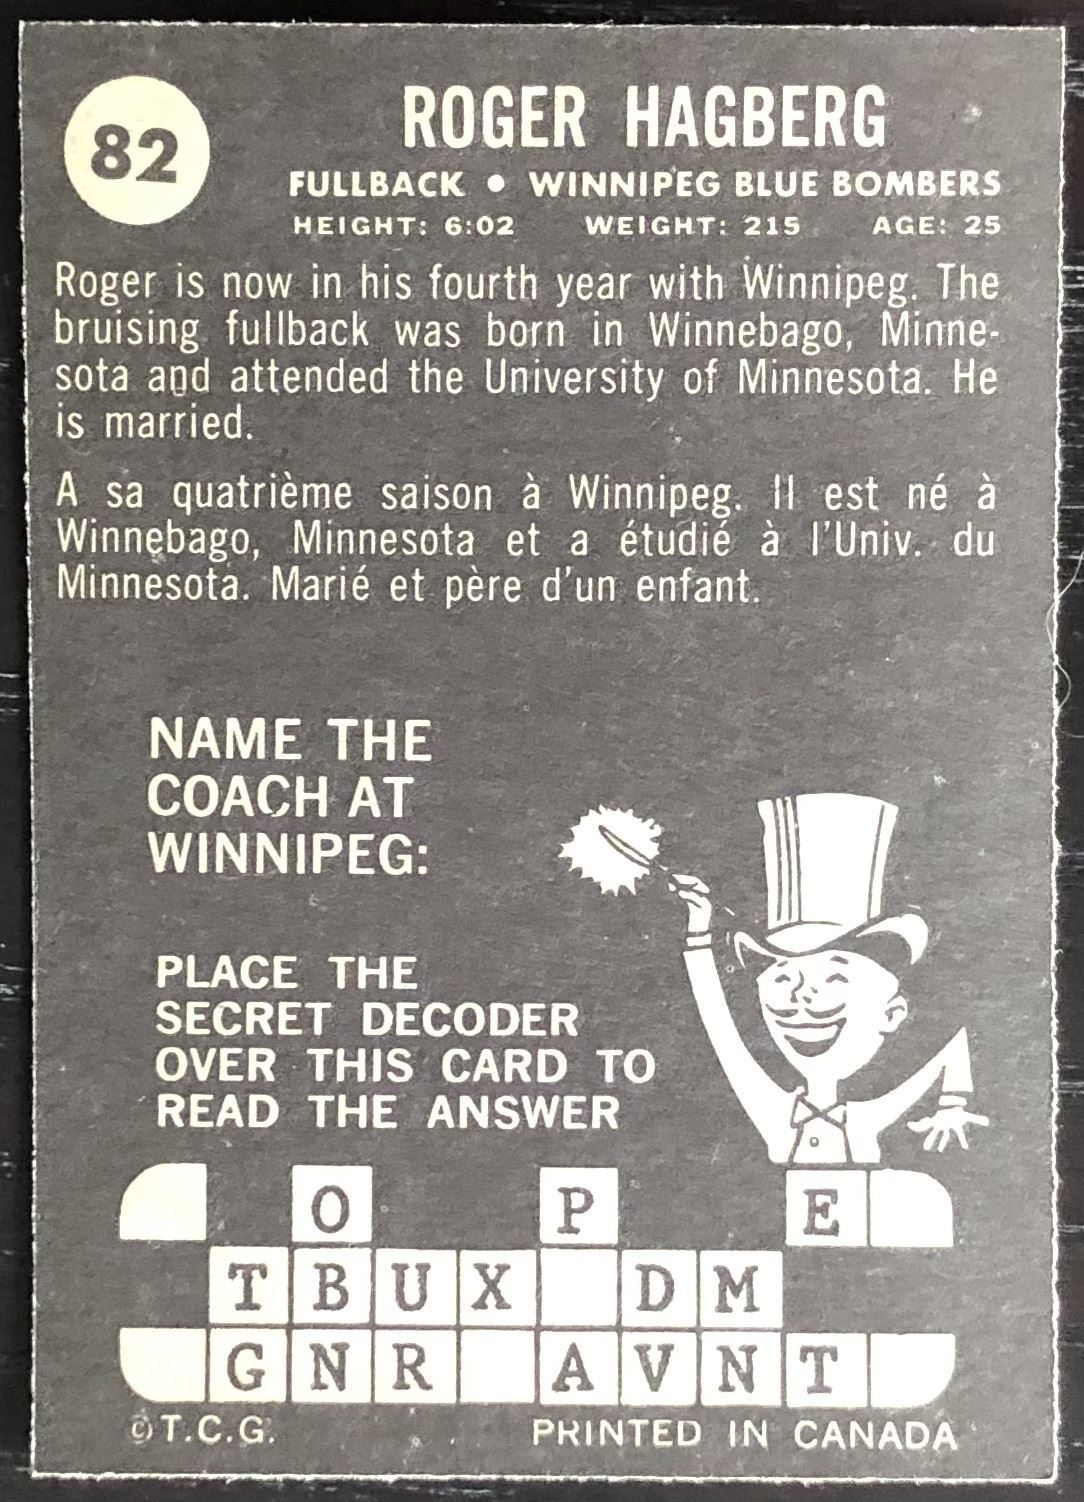 82
ROGER HAGBERG
FULLBACK • WINNIPEG BLUE BOMBERS
HEIGHT: 6:02 WEIGHT: 215 AGE: 25
Roger is now in his fourth year with Winnipeg. The
bruising fullback was born in Winnebago, Minne-
sota and attended the University of Minnesota. He
is married.
A sa quatrième saison à Winnipeg. Il est né à
Winnebago, Minnesota et a étudié à l'Univ. du
Minnesota. Marié et père d'un enfant.
NAME THE
COACH AT
WINNIPEG:
PLACE THE
SECRET DECODER
OVER THIS CARD TO
READ THE ANSWER
O P E
T B U X D M
G N R A V N T
©T.C.G. PRINTED IN CANADA